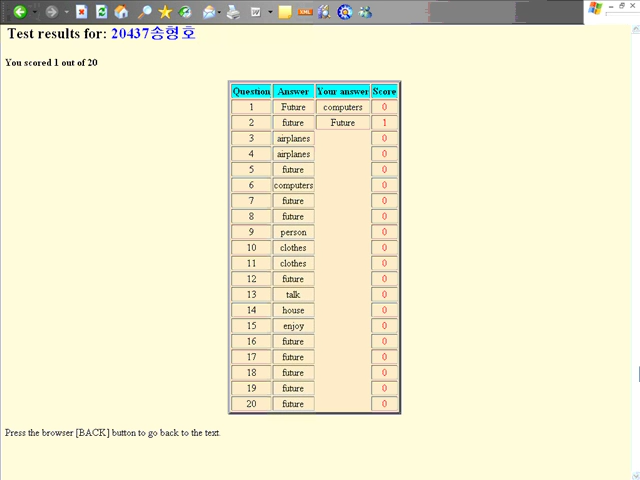 Test results for: 20437송형호
You scored 1 out of 20
Question Answer Your answer Score
1 Future computers 0
2 future Future 1
3 airplanes 0
4 airplanes 0
5 future 0
6 computers 0
7 future 0
8 future 0
9 person 0
10 clothes 0
11 clothes 0
12 future 0
13 talk 0
14 house 0
15 enjoy 0
16 future 0
17 future 0
18 future 0
19 future 0
20 future 0
Press the browser [BACK] button to go back to the text.